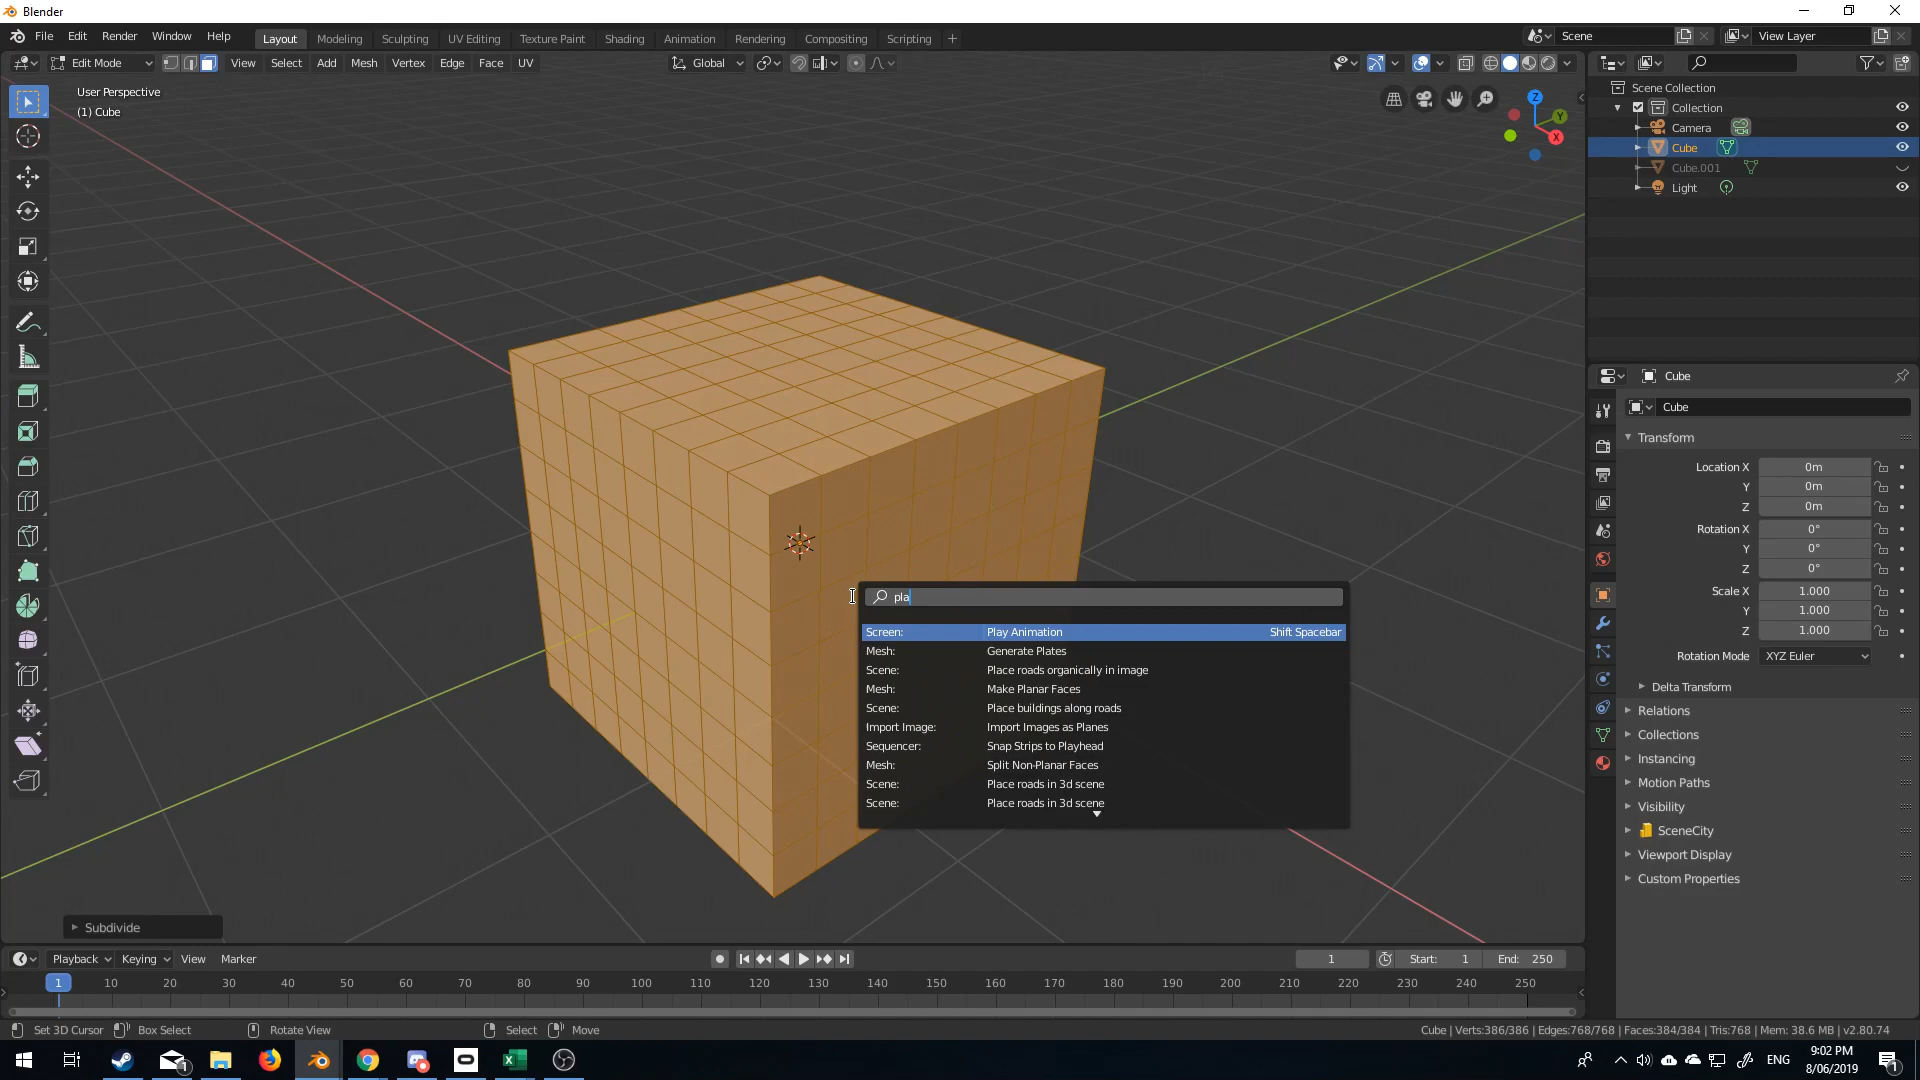 Blender
File Edit Render Window Help
Layout Modeling Sculpting UV Editing Texture Paint Shading Animation Rendering Compositing Scripting +
Scene
View Layer
Edit Mode
View Select Add Mesh Vertex Edge Face UV
Global
User Perspective
(1) Cube
Z
Y
X
Scene Collection
Collection
Camera
Cube
Cube.001
Light
Cube
Cube
Transform
Location X 0m
Y 0m
Z 0m
Rotation X 0°
Y 0°
Z 0°
Scale X 1.000
Y 1.000
Z 1.000
Rotation Mode XYZ Euler
Delta Transform
Relations
Collections
Instancing
Motion Paths
Visibility
SceneCity
Viewport Display
Custom Properties
pla
Screen: Play Animation Shift Spacebar
Mesh: Generate Plates
Scene: Place roads organically in image
Mesh: Make Planar Faces
Scene: Place buildings along roads
Import Image: Import Images as Planes
Sequencer: Snap Strips to Playhead
Mesh: Split Non-Planar Faces
Scene: Place roads in 3d scene
Scene: Place roads in 3d scene
Subdivide
Playback Keying View Marker
1 Start: 1 End: 250
1 10 20 30 40 50 60 70 80 90 100 110 120 130 140 150 160 170 180 190 200 210 220 230 240 250
Set 3D Cursor Box Select Rotate View Select Move
Cube | Verts:386/386 | Edges:768/768 | Faces:384/384 | Tris:768 | Mem: 38.6 MB | v2.80.74
1
ENG
9:02 PM
8/06/2019
1